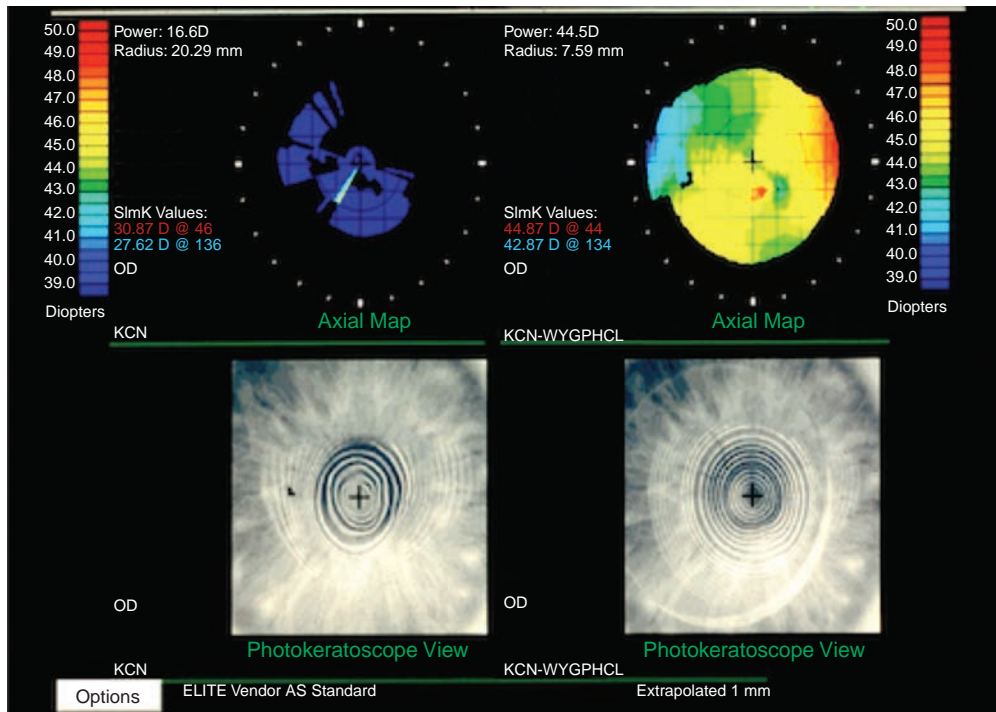 50.0
49.0
48.0
47.0
46.0
45.0
44.0
43.0
42.0
41.0
40.0
39.0
Diopters
Power: 16.6D
Radius: 20.29 mm
SlmK Values:
30.87 D @ 46
27.62 D @ 136
OD
Axial Map
KCN
Power: 44.5D
Radius: 7.59 mm
SlmK Values:
44.87 D @ 44
42.87 D @ 134
OD
Axial Map
KCN-WYGPHCL
50.0
49.0
48.0
47.0
46.0
45.0
44.0
43.0
42.0
41.0
40.0
39.0
Diopters
OD
Photokeratoscope View
KCN
OD
Photokeratoscope View
KCN-WYGPHCL
Options
ELITE Vendor AS Standard
Extrapolated 1 mm